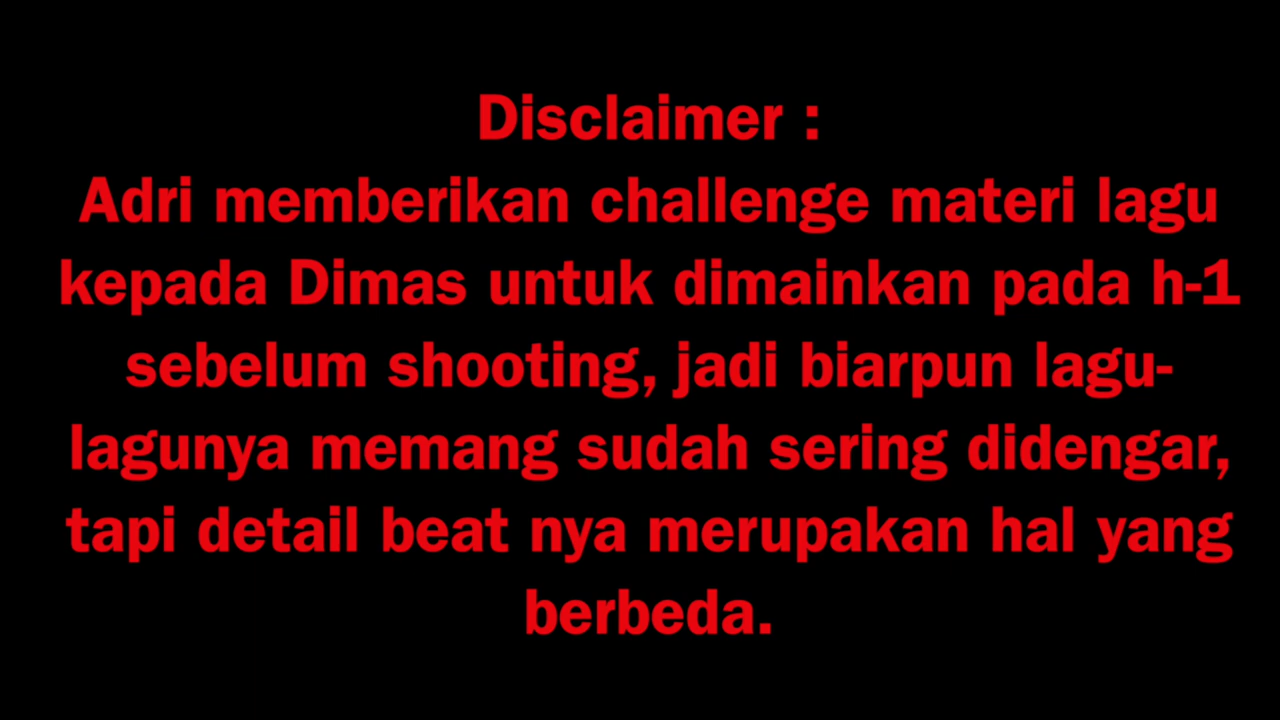 Disclaimer :
Adri memberikan challenge materi lagu
kepada Dimas untuk dimainkan pada h-1
sebelum shooting, jadi biarpun lagu-
lagunya memang sudah sering didengar,
tapi detail beat nya merupakan hal yang
berbeda.